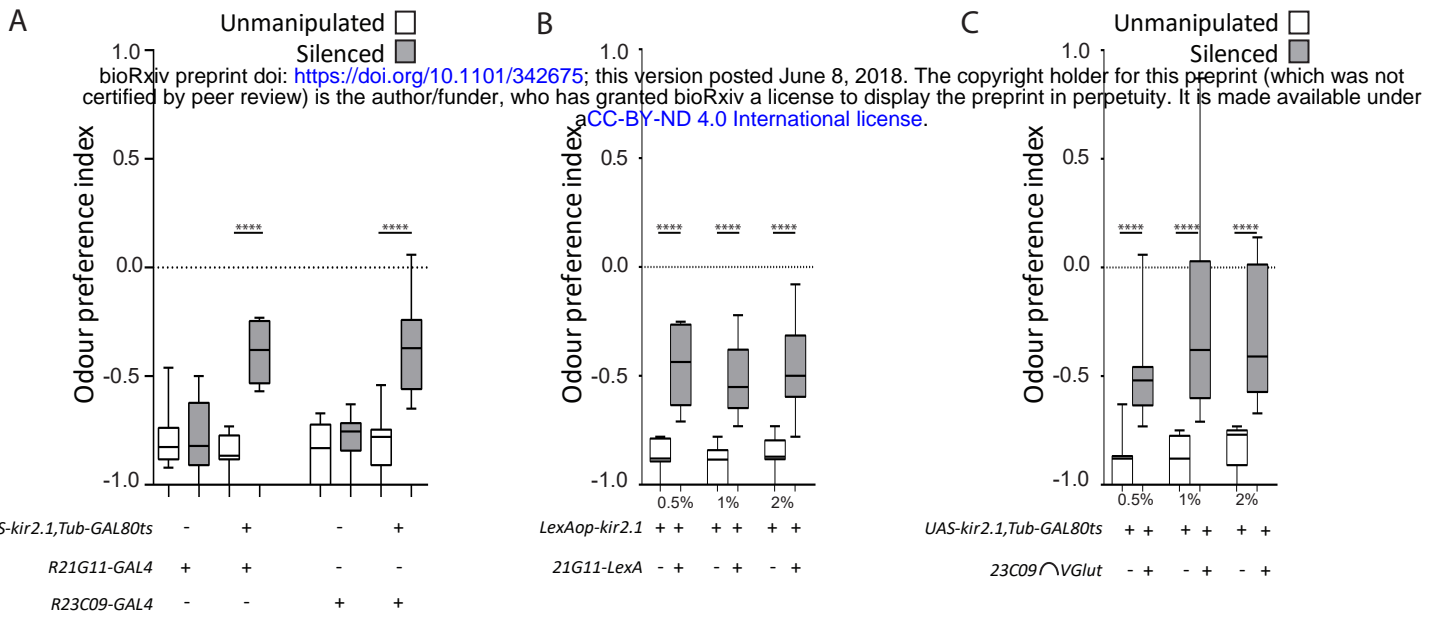 A
Unmanipulated
Silenced
B
C
Unmanipulated
Silenced
bioRxiv preprint doi: https://doi.org/10.1101/342675; this version posted June 8, 2018. The copyright holder for this preprint (which was not
certified by peer review) is the author/funder, who has granted bioRxiv a license to display the preprint in perpetuity. It is made available under
aCC-BY-ND 4.0 International license.
Odour preference index
1.0
0.5
0.0
-0.5
-1.0
**** ****
S-kir2.1,Tub-GAL80ts - + - +
R21G11-GAL4 + + - -
R23C09-GAL4 - - + +
Odour preference index
1.0
0.5
0.0
-0.5
-1.0
**** **** ****
0.5% 1% 2%
LexAop-kir2.1 + + + + + +
21G11-LexA - + - + - +
Odour preference index
1.0
0.5
0.0
-0.5
-1.0
**** **** ****
0.5% 1% 2%
UAS-kir2.1,Tub-GAL80ts + + + + + +
23C09⋂VGlut - + - + - +